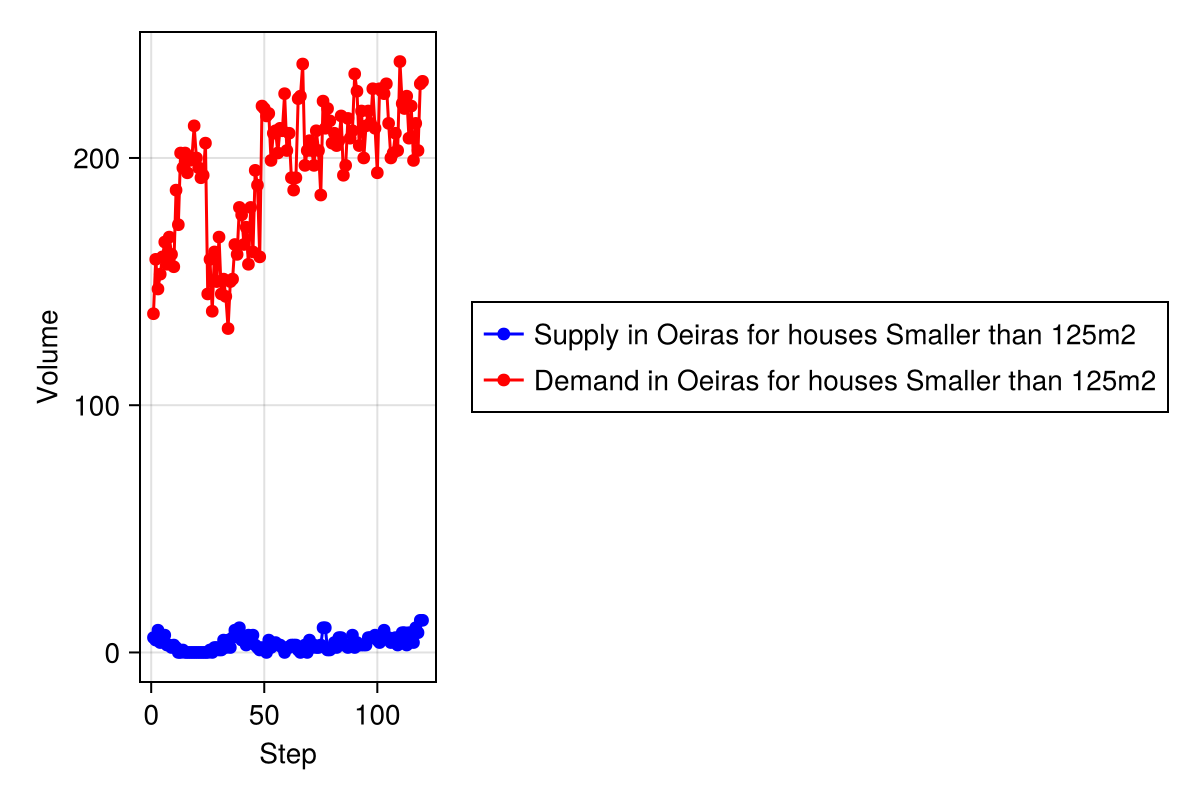 Volume
200
100
0
0 50 100
Step
Supply in Oeiras for houses Smaller than 125m2
Demand in Oeiras for houses Smaller than 125m2